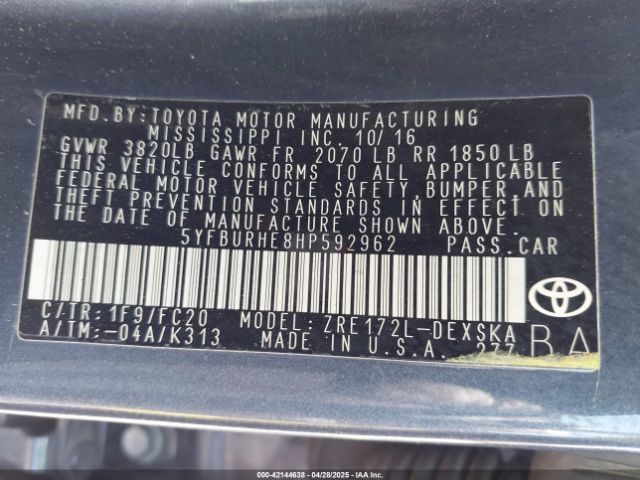 MFD.BY:TOYOTA MOTOR MANUFACTURING
MISSISSIPPI INC. 10/16
GVWR 3820LB GAWR FR 2070 LB RR 1850 LB
THIS VEHICLE CONFORMS TO ALL APPLICABLE
FEDERAL MOTOR VEHICLE SAFETY, BUMPER, AND
THEFT PREVENTION STANDARDS IN EFFECT ON
THE DATE OF MANUFACTURE SHOWN ABOVE.
5YFBURHE8HP592962 PASS.CAR
C/TR:1F9/FC20 MODEL: ZRE172L-DEXSKA
A/TM:-04A/K313 MADE IN U.S.A. 277 BA
000-42144638 04/28/2025 IAAI, Inc.